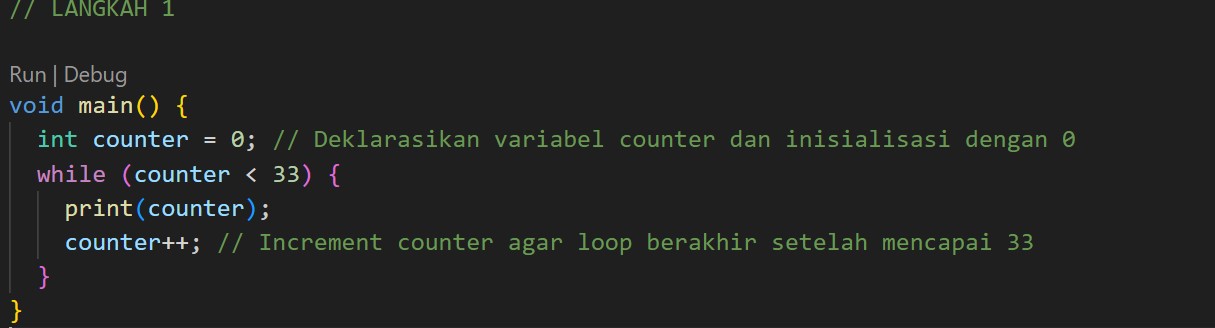 // LANGKAH 1
Run | Debug
void main() {
int counter = 0; // Deklarasikan variabel counter dan inisialisasi dengan 0
while (counter < 33) {
print(counter);
counter++; // Increment counter agar loop berakhir setelah mencapai 33
}
}